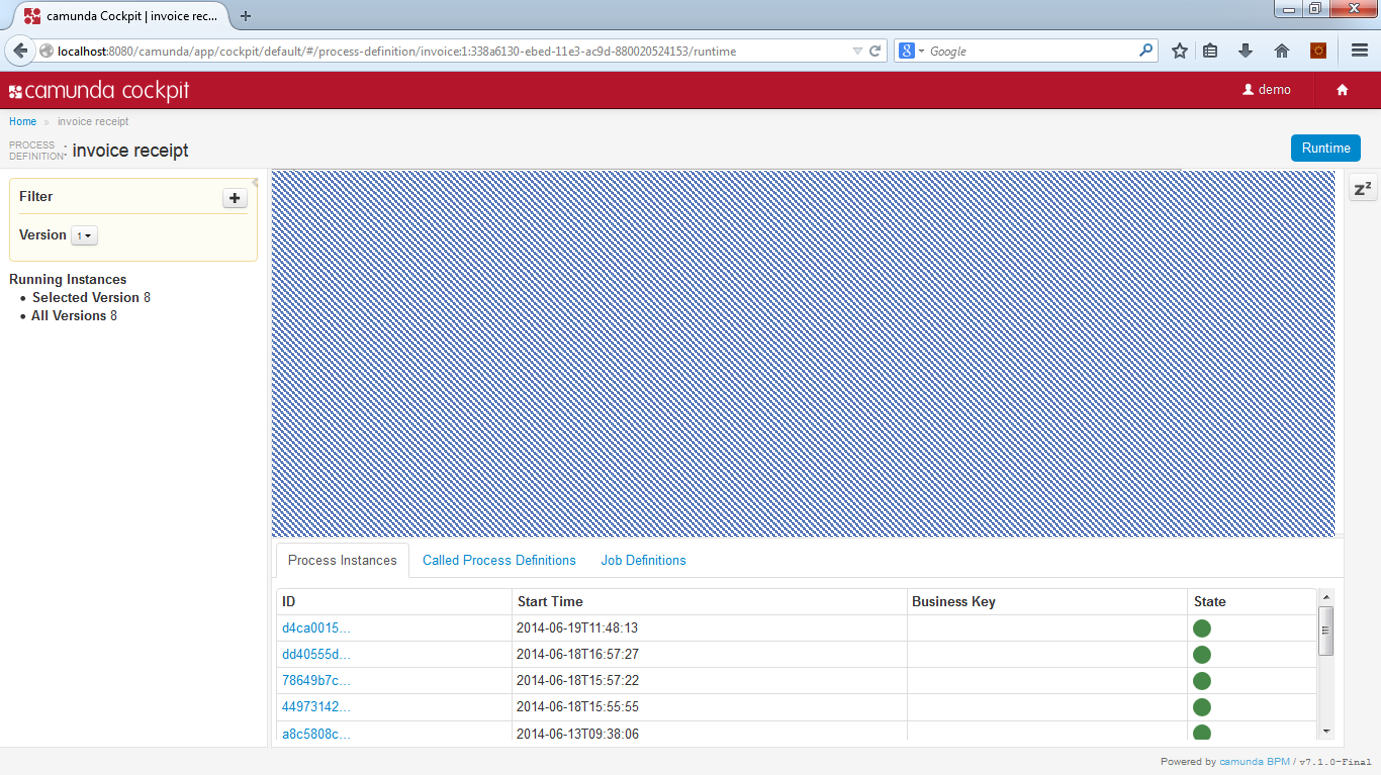 camunda Cockpit | invoice rec...
localhost:8080/camunda/app/cockpit/default/#/process-definition/invoice:1:338a6130-ebed-11e3-ac9d-880020524153/runtime
Google
camunda cockpit
demo
Home » invoice receipt
PROCESS DEFINITION: invoice receipt
Runtime
Filter
Version 1
Running Instances
• Selected Version 8
• All Versions 8
zz
Process Instances Called Process Definitions Job Definitions
ID Start Time Business Key State
d4ca0015... 2014-06-19T11:48:13
dd40555d... 2014-06-18T16:57:27
78649b7c... 2014-06-18T15:57:22
44973142... 2014-06-18T15:55:55
a8c5808c... 2014-06-13T09:38:06
Powered by camunda BPM / v7.1.0-Final